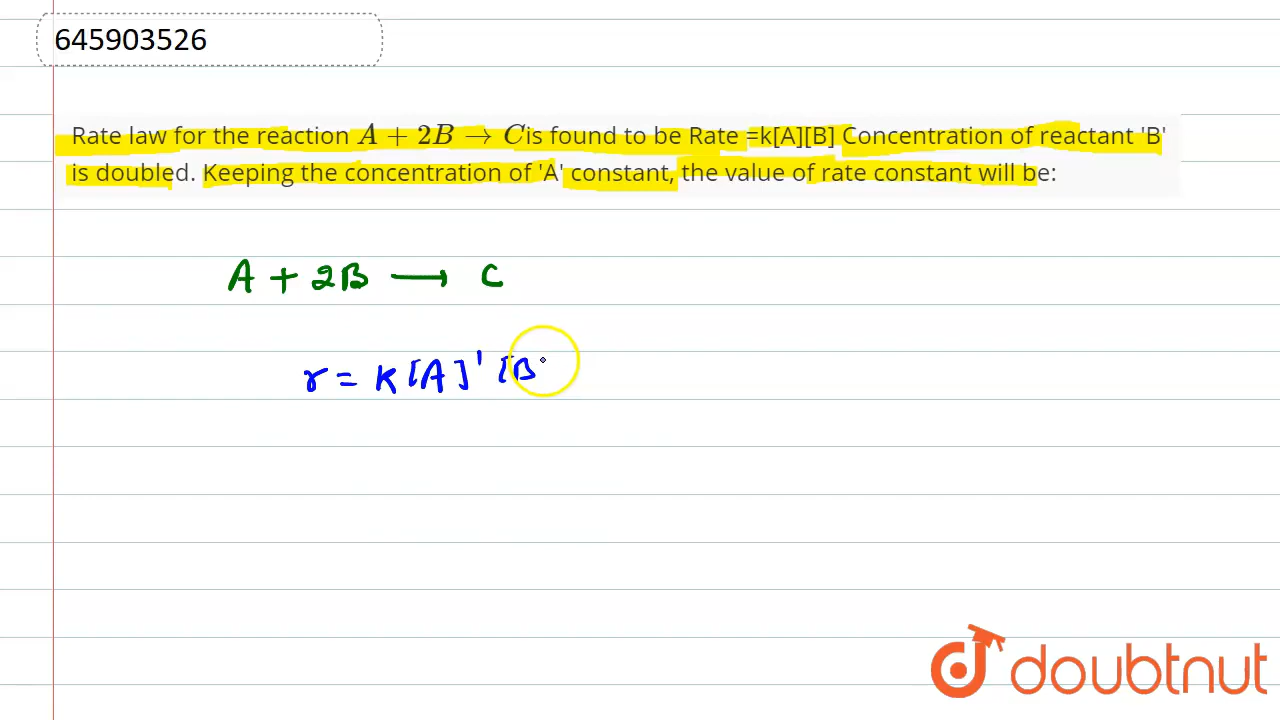 645903526
Rate law for the reaction A + 2B → C is found to be Rate =k[A][B] Concentration of reactant 'B'
is doubled. Keeping the concentration of 'A' constant, the value of rate constant will be:
A + 2B → C
r = K[A]' [B
doubtnut